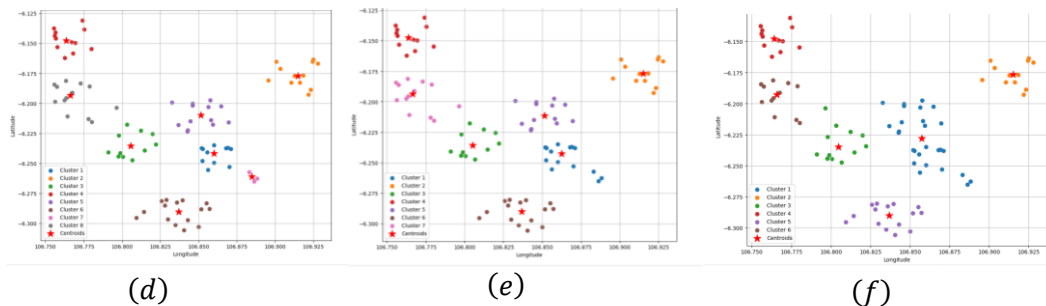 −6.125
−6.150
−6.175
−6.200
−6.225
−6.250
−6.275
−6.300
Latitude
Cluster 1
Cluster 2
Cluster 3
Cluster 4
Cluster 5
Cluster 6
Cluster 7
Cluster 8
Centroids
106.750 106.775 106.800 106.825 106.850 106.875 106.900 106.925
Longitude
(d)
−6.125
−6.150
−6.175
−6.200
−6.225
−6.250
−6.275
−6.300
Latitude
Cluster 1
Cluster 2
Cluster 3
Cluster 4
Cluster 5
Cluster 6
Cluster 7
Centroids
106.750 106.775 106.800 106.825 106.850 106.875 106.900 106.925
Longitude
(e)
−6.125
−6.150
−6.175
−6.200
−6.225
−6.250
−6.275
−6.300
Latitude
Cluster 1
Cluster 2
Cluster 3
Cluster 4
Cluster 5
Cluster 6
Centroids
106.750 106.775 106.800 106.825 106.850 106.875 106.900 106.925
Longitude
(f)